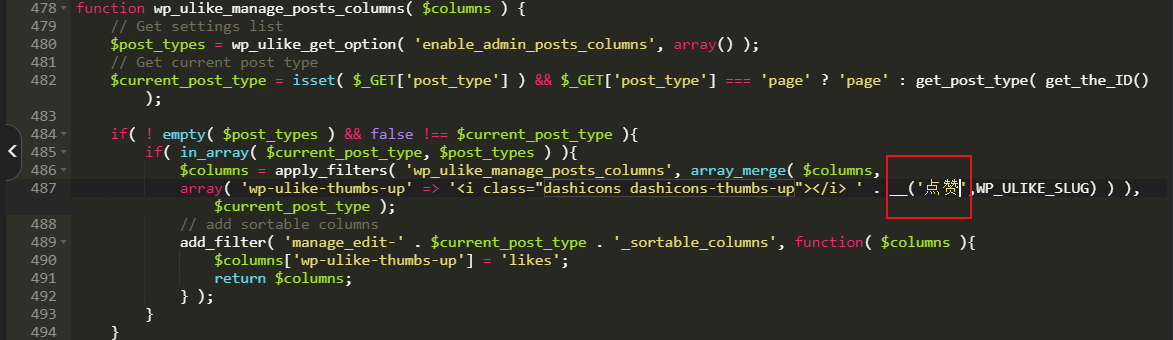 478 function wp_ulike_manage_posts_columns( $columns ) {
479 // Get settings list
480 $post_types = wp_ulike_get_option( 'enable_admin_posts_columns', array() );
481 // Get current post type
482 $current_post_type = isset( $_GET['post_type'] ) && $_GET['post_type'] === 'page' ? 'page' : get_post_type( get_the_ID()
);
483
484 if( ! empty( $post_types ) && false !== $current_post_type ){
485 if( in_array( $current_post_type, $post_types ) ){
486 $columns = apply_filters( 'wp_ulike_manage_posts_columns', array_merge( $columns,
487 array( 'wp-ulike-thumbs-up' => '<i class="dashicons dashicons-thumbs-up"></i> ' . __('点赞',WP_ULIKE_SLUG) ) ),
$current_post_type );
488 // add sortable columns
489 add_filter( 'manage_edit-' . $current_post_type . '_sortable_columns', function( $columns ){
490 $columns['wp-ulike-thumbs-up'] = 'likes';
491 return $columns;
492 } );
493 }
494 }